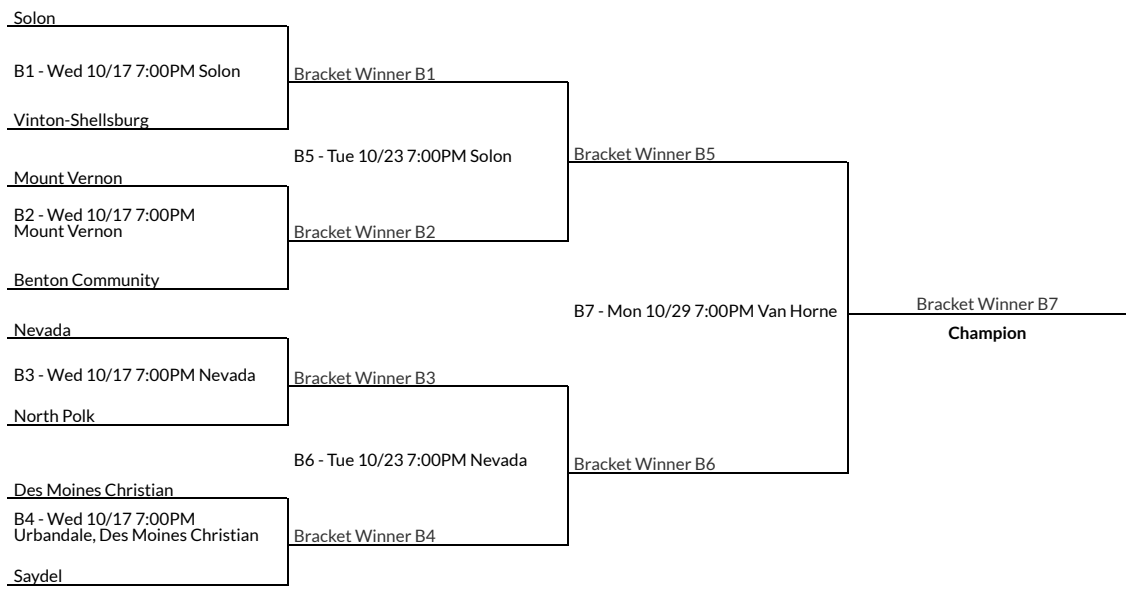 Solon
B1 - Wed 10/17 7:00PM Solon
Bracket Winner B1
Vinton-Shellsburg
B5 - Tue 10/23 7:00PM Solon
Bracket Winner B5
Mount Vernon
B2 - Wed 10/17 7:00PM
Mount Vernon
Bracket Winner B2
Benton Community
B7 - Mon 10/29 7:00PM Van Horne
Bracket Winner B7
Champion
Nevada
B3 - Wed 10/17 7:00PM Nevada
Bracket Winner B3
North Polk
B6 - Tue 10/23 7:00PM Nevada
Bracket Winner B6
Des Moines Christian
B4 - Wed 10/17 7:00PM
Urbandale, Des Moines Christian
Bracket Winner B4
Saydel